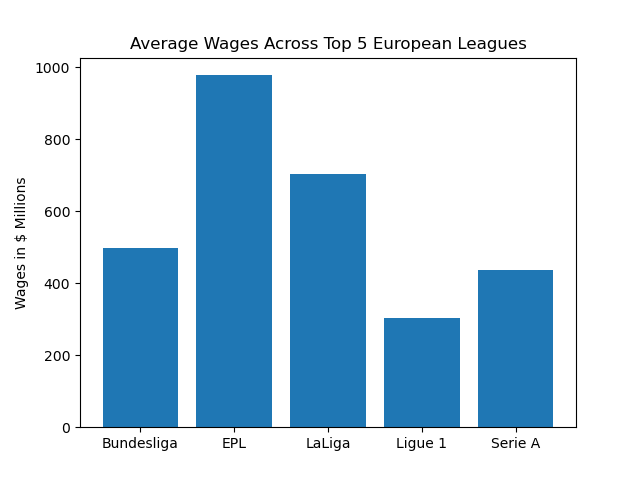 Average Wages Across Top 5 European Leagues
Wages in $ Millions
1000
800
600
400
200
0
Bundesliga EPL LaLiga Ligue 1 Serie A